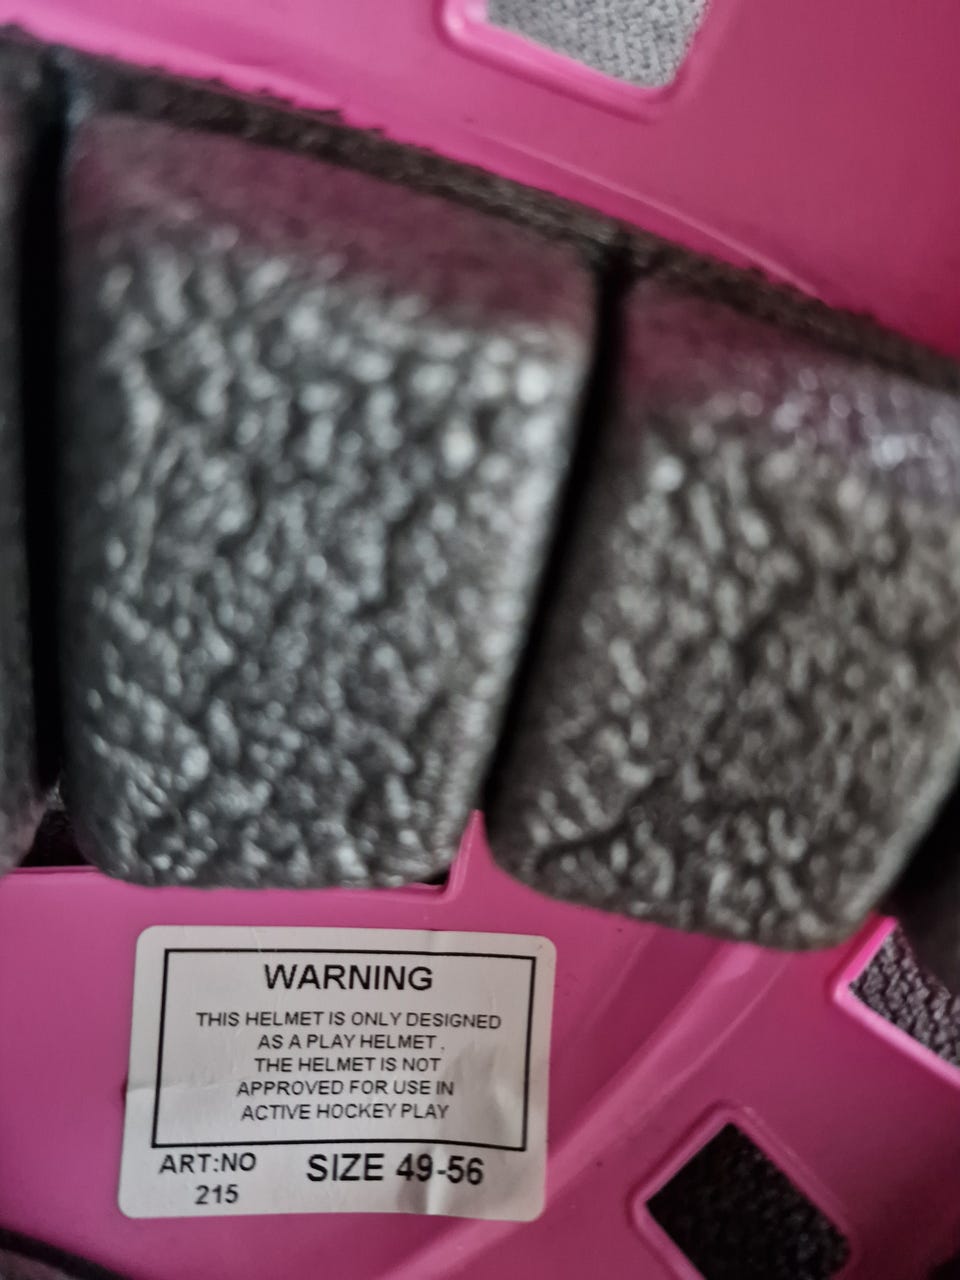 WARNING
THIS HELMET IS ONLY DESIGNED
AS A PLAY HELMET.
THE HELMET IS NOT
APPROVED FOR USE IN
ACTIVE HOCKEY PLAY
ART:NO SIZE 49-56
215